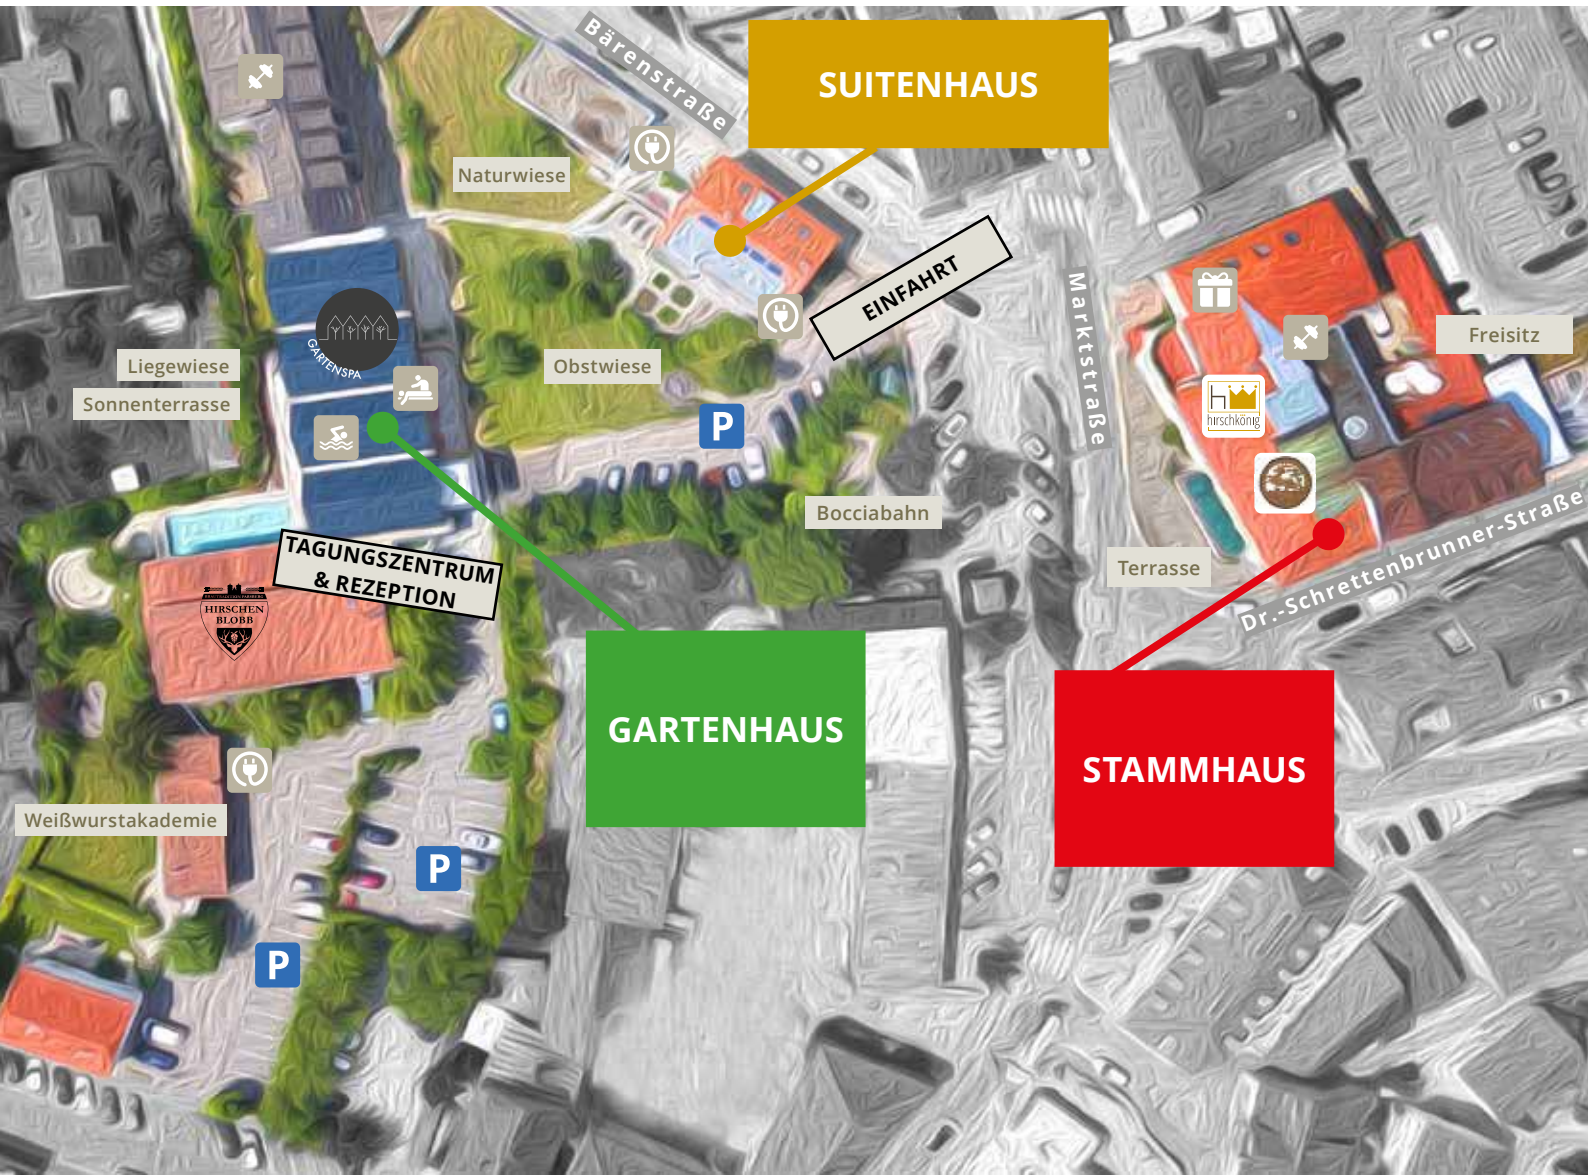 Bärenstraße
SUITENHAUS
Naturwiese
EINFAHRT
Marktstraße
GARTENSPA
Liegewiese
Sonnenterrasse
Obstwiese
Freisitz
P
h
hirschkönig
Bocciabahn
Terrasse
Dr.-Schrettenbrunner-Straße
TAGUNGSZENTRUM
& REZEPTION
HIRSCHEN
BLOBB
GARTENHAUS
STAMMHAUS
Weißwurstakademie
P
P